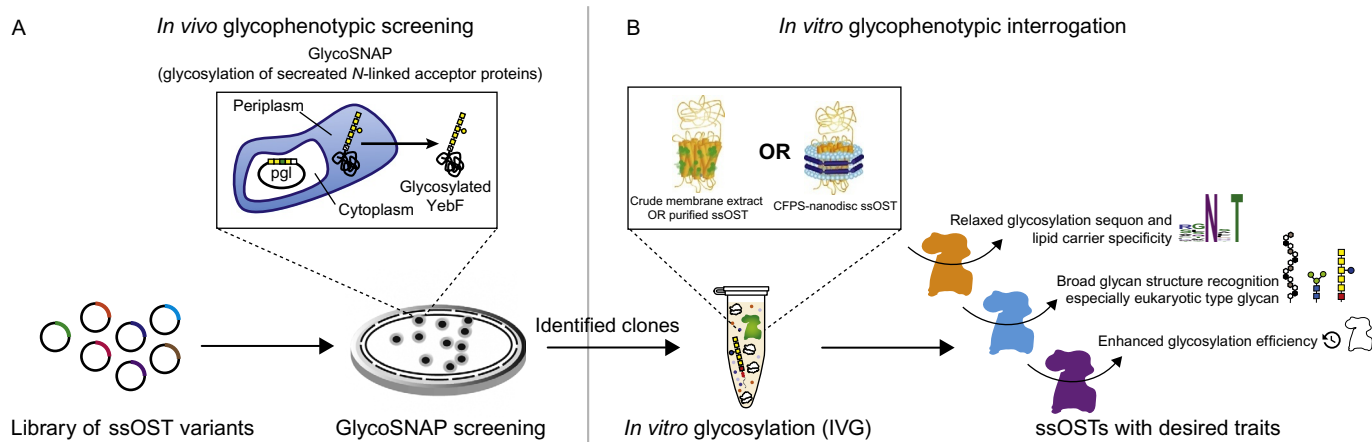 A
In vivo glycophenotypic screening
GlycoSNAP
(glycosylation of secreated N-linked acceptor proteins)
Periplasm
pgl
Glycosylated
YebF
Cytoplasm
Library of ssOST variants
GlycoSNAP screening
Identified clones
B
In vitro glycophenotypic interrogation
OR
Crude membrane extract
OR purified ssOST
CFPS-nanodisc ssOST
Relaxed glycosylation sequon and
lipid carrier specificity
N T
Broad glycan structure recognition
especially eukaryotic type glycan
Enhanced glycosylation efficiency
In vitro glycosylation (IVG)
ssOSTs with desired traits